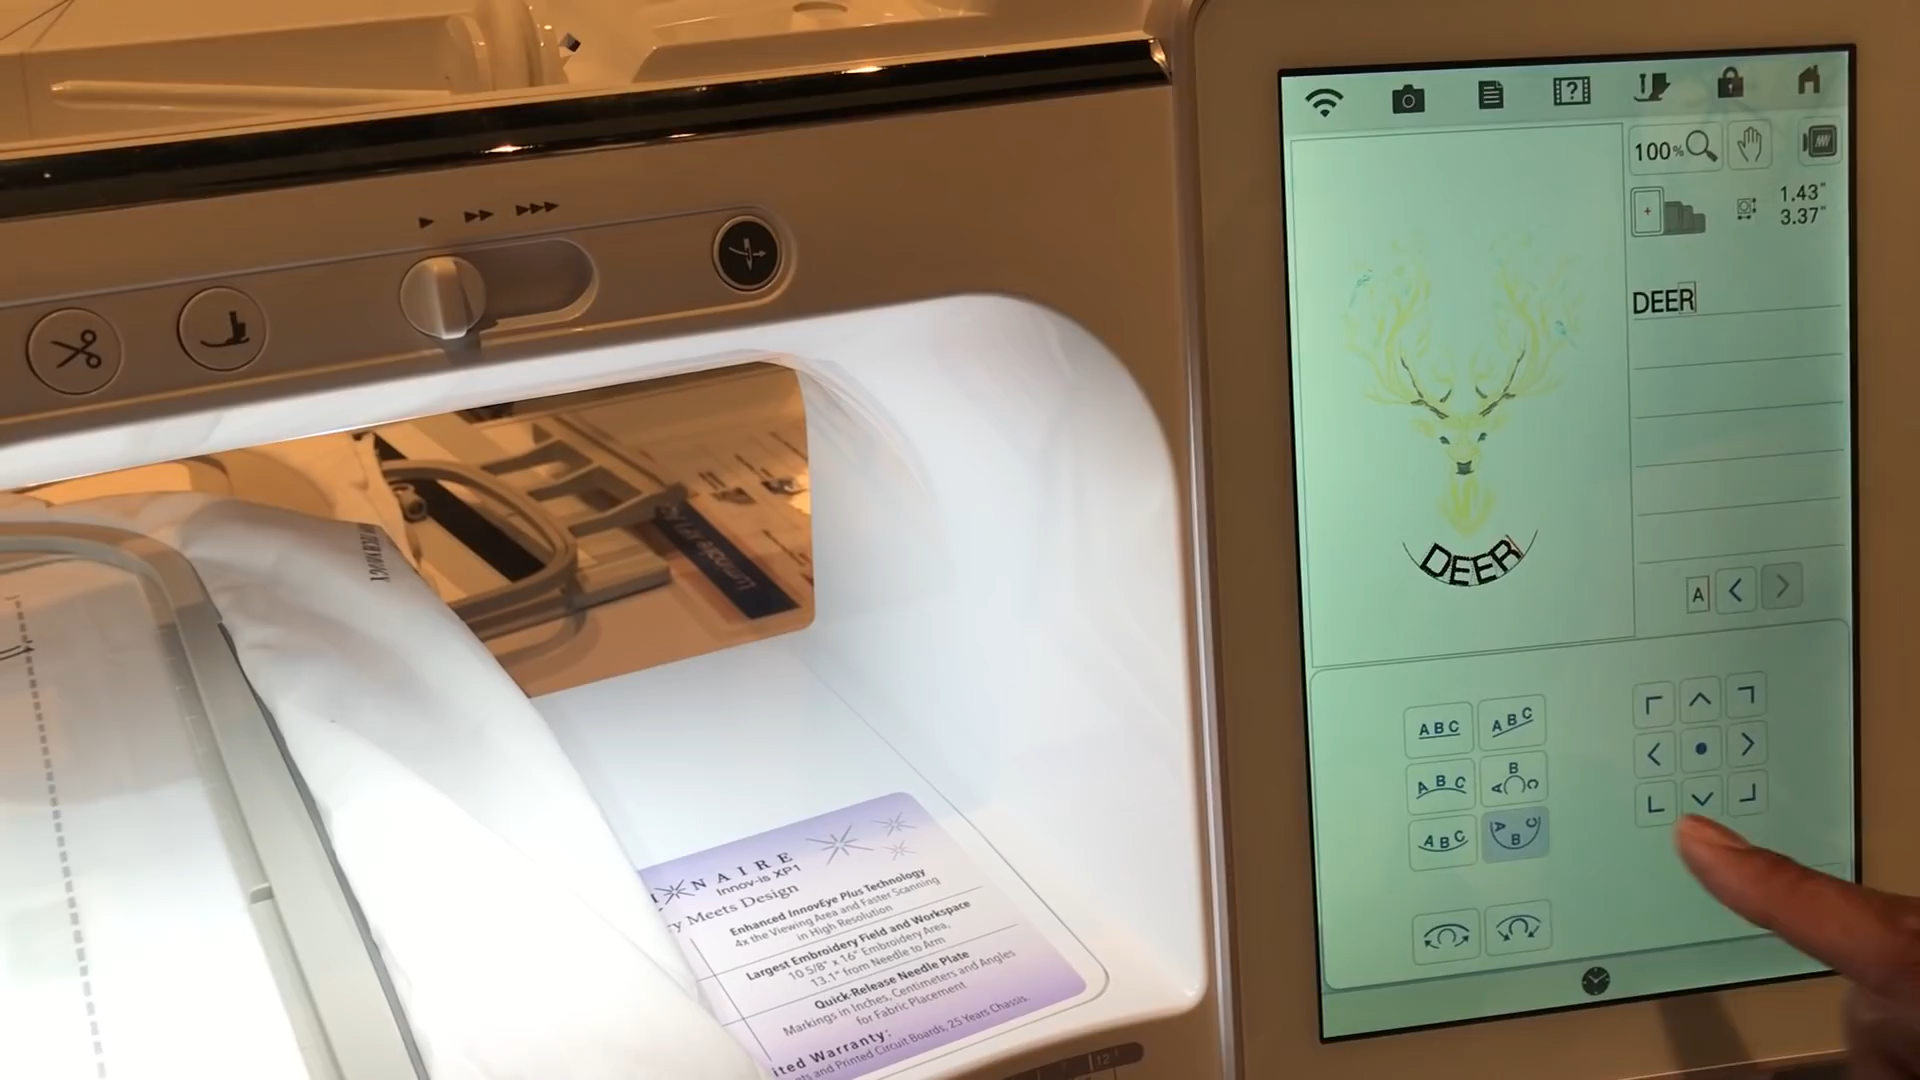 100%
1.43"
3.37"
DEER
DEER
A
ABC
ABC
ABC
ABC
ABC
ABC
NAIRE
Innov-is XP1
Meets Design
Enhanced InnovEye Plus Technology
4x the Viewing Area and Faster Scanning
in High Resolution
Largest Embroidery Field and Workspace
10 5/8" x 16" Embroidery Area,
13.1" from Needle to Arm
Quick-Release Needle Plate
Markings in Inches, Centimeters and Angles
for Fabric Placement
Warranty:
and Printed Circuit Boards, 25 Years Chassis.
12"